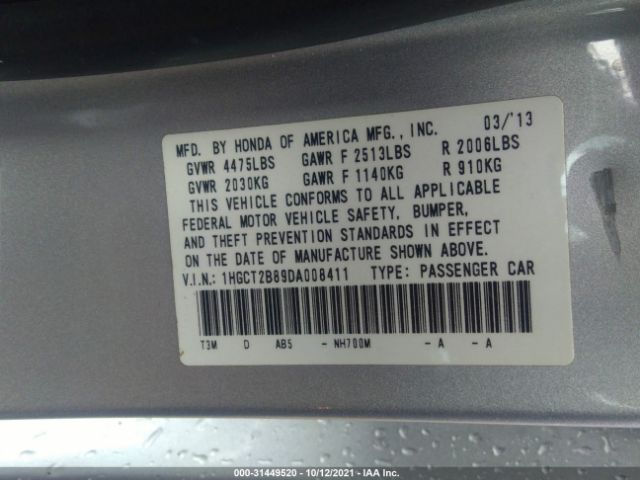 MFD. BY HONDA OF AMERICA MFG., INC. 03/'13
GVWR 4475LBS GAWR F 2513LBS R 2006LBS
GVWR 2030KG GAWR F 1140KG R 910KG
THIS VEHICLE CONFORMS TO ALL APPLICABLE
FEDERAL MOTOR VEHICLE SAFETY, BUMPER,
AND THEFT PREVENTION STANDARDS IN EFFECT
ON THE DATE OF MANUFACTURE SHOWN ABOVE.
V.I.N.: 1HGCT2B89DA008411 TYPE: PASSENGER CAR
T3M D AB5 - NH700M - A - A
000-31449520 - 10/12/2021 - IAA Inc.